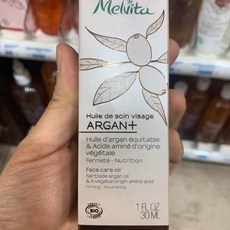 Melvita
Huile de soin visage
ARGAN+
Huile d'argan équitable
& Acide aminé d'origine
végétale
Fermeté - Nutrition
Face care oil
Fairtrade argan oil
& A vegetal origin amino acid
Firming - Nourishing
BIO
1 FL.OZ
30 ML